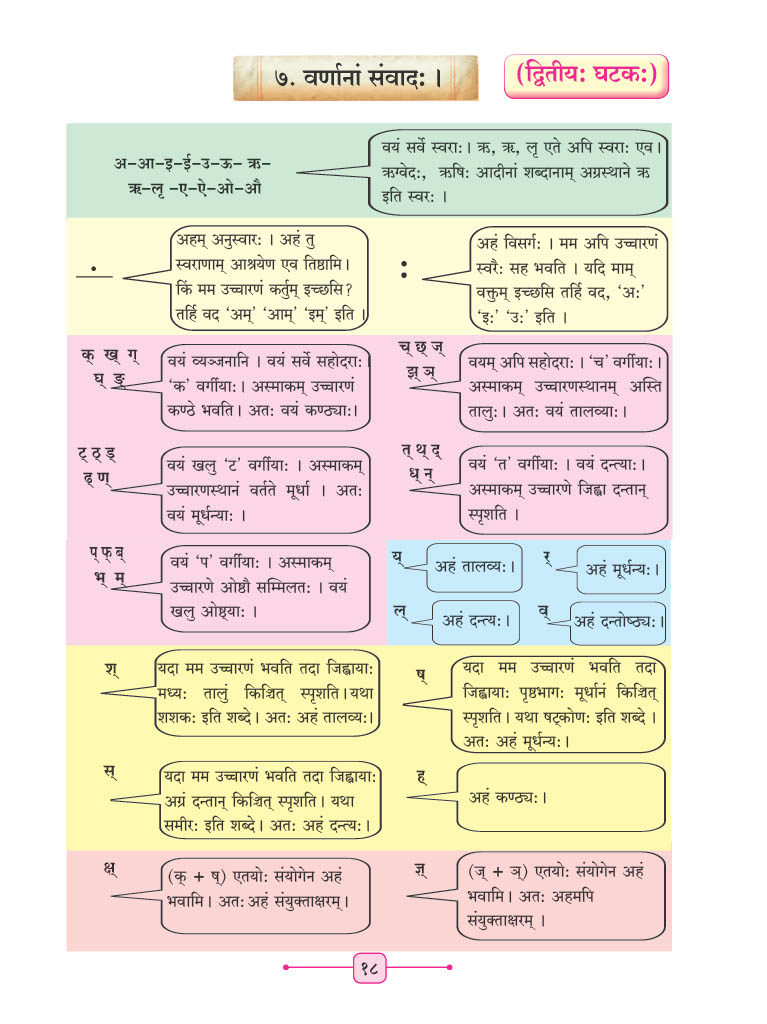 ७. वर्णानां संवादः ।
(द्वितीयः घटकः)
अ-आ-इ-ई-उ-ऊ- ऋ-
ऋ-लृ -ए-ऐ-ओ-औ
वयं सर्वे स्वराः। ऋ, ऋ, लृ एते अपि स्वराः एव।
ऋग्वेदः, ऋषिः आदीनां शब्दानाम् अग्रस्थाने ऋ
इति स्वरः ।
अहम् अनुस्वारः । अहं तु
स्वराणाम् आश्रयेण एव तिष्ठामि।
किं मम उच्चारणं कर्तुम् इच्छसि?
तर्हि वद ‘अम्’ ‘आम्’ ‘इम्’ इति ।
:
अहं विसर्गः । मम अपि उच्चारणं
स्वरैः सह भवति । यदि माम्
वक्तुम् इच्छसि तर्हि वद, ‘अः’
‘इः’ ‘उः’ इति ।
क् ख् ग्
घ् ङ्
वयं व्यञ्जनानि । वयं सर्वे सहोदराः।
‘क’ वर्गीयाः। अस्माकम् उच्चारणं
कण्ठे भवति। अतः वयं कण्ठ्याः।
च् छ् ज्
झ् ञ्
वयम् अपि सहोदराः। ‘च’ वर्गीयाः।
अस्माकम् उच्चारणस्थानम् अस्ति
तालुः। अतः वयं तालव्याः।
ट् ठ् ड्
ढ् ण्
वयं खलु ‘ट’ वर्गीयाः । अस्माकम्
उच्चारणस्थानं वर्तते मूर्धा । अतः
वयं मूर्धन्याः ।
त् थ् द्
ध् न्
वयं ‘त’ वर्गीयाः । वयं दन्त्याः।
अस्माकम् उच्चारणे जिह्वा दन्तान्
स्पृशति ।
प् फ् ब्
भ् म्
वयं ‘प’ वर्गीयाः । अस्माकम्
उच्चारणे ओष्ठौ सम्मिलतः । वयं
खलु ओष्ठ्याः ।
य्
अहं तालव्यः।
र्
अहं मूर्धन्यः।
ल्
अहं दन्त्यः।
व्
अहं दन्तोष्ठ्यः।
श्
यदा मम उच्चारणं भवति तदा जिह्वायाः
मध्यः तालुं किञ्चित् स्पृशति। यथा
शशकः इति शब्दे। अतः अहं तालव्यः।
ष्
यदा मम उच्चारणं भवति तदा
जिह्वायाः पृष्ठभागः मूर्धानं किञ्चित्
स्पृशति। यथा षट्कोणः इति शब्दे ।
अतः अहं मूर्धन्यः।
स्
यदा मम उच्चारणं भवति तदा जिह्वायाः
अग्रं दन्तान् किञ्चित् स्पृशति। यथा
समीरः इति शब्दे। अतः अहं दन्त्यः।
ह्
अहं कण्ठ्यः।
क्ष्
(क् + ष्) एतयोः संयोगेन अहं
भवामि। अतः अहं संयुक्ताक्षरम्।
ज्ञ्
(ज् + ञ्) एतयोः संयोगेन अहं
भवामि। अतः अहमपि
संयुक्ताक्षरम् ।
१८